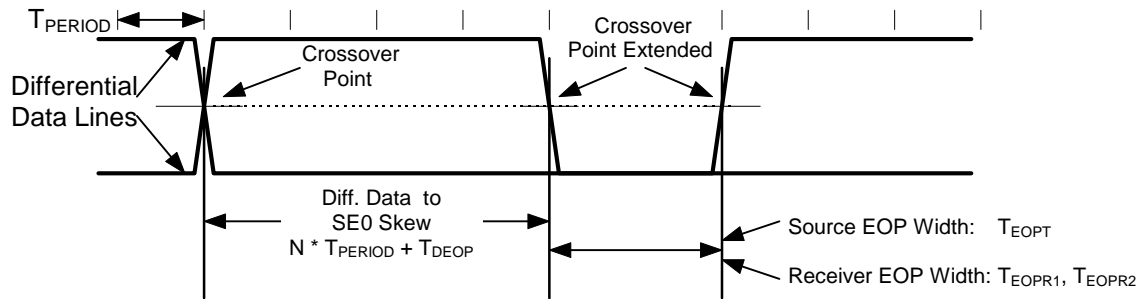 TPERIOD
Differential
Data Lines
Crossover
Point
Crossover
Point Extended
Diff. Data to
SE0 Skew
N * TPERIOD + TDEOP
Source EOP Width: TEOPT
Receiver EOP Width: TEOPR1, TEOPR2